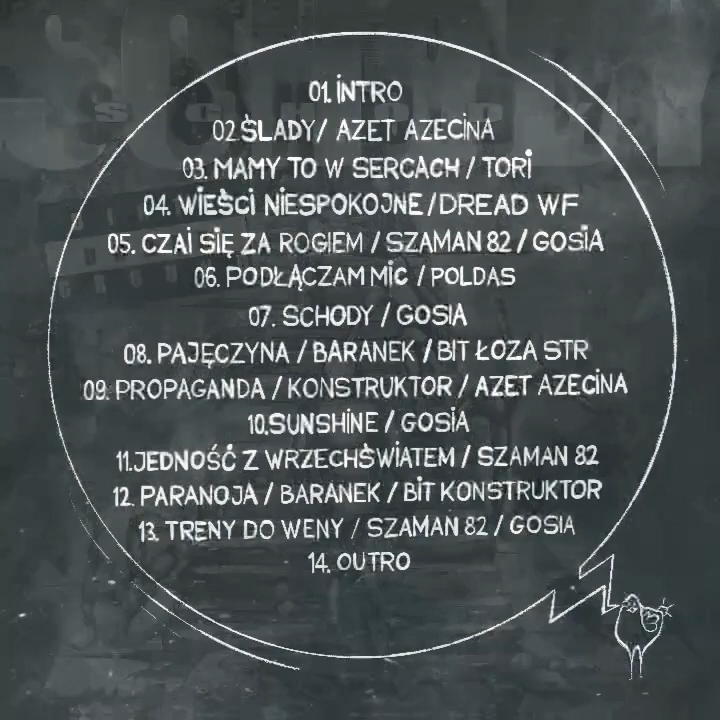 01. INTRO
02 ŚLADY / AZET AZECINA
03. MAMY TO W SERCACH / TORI
04. WIEŚCI NIESPOKOJNE / DREAD WF
05. CZAI SIĘ ZA ROGIEM / SZAMAN 82 / GOSIA
06. PODŁĄCZAM MIC / POLDAS
07. SCHODY / GOSIA
08. PAJĘCZYNA / BARANEK / BIT ŁOZA STR
09. PROPAGANDA / KONSTRUKTOR / AZET AZECINA
10. SUNSHINE / GOSIA
11. JEDNOŚĆ Z WRZECHŚWIATEM / SZAMAN 82
12. PARANOJA / BARANEK / BIT KONSTRUKTOR
13. TRENY DO WENY / SZAMAN 82 / GOSIA
14. OUTRO